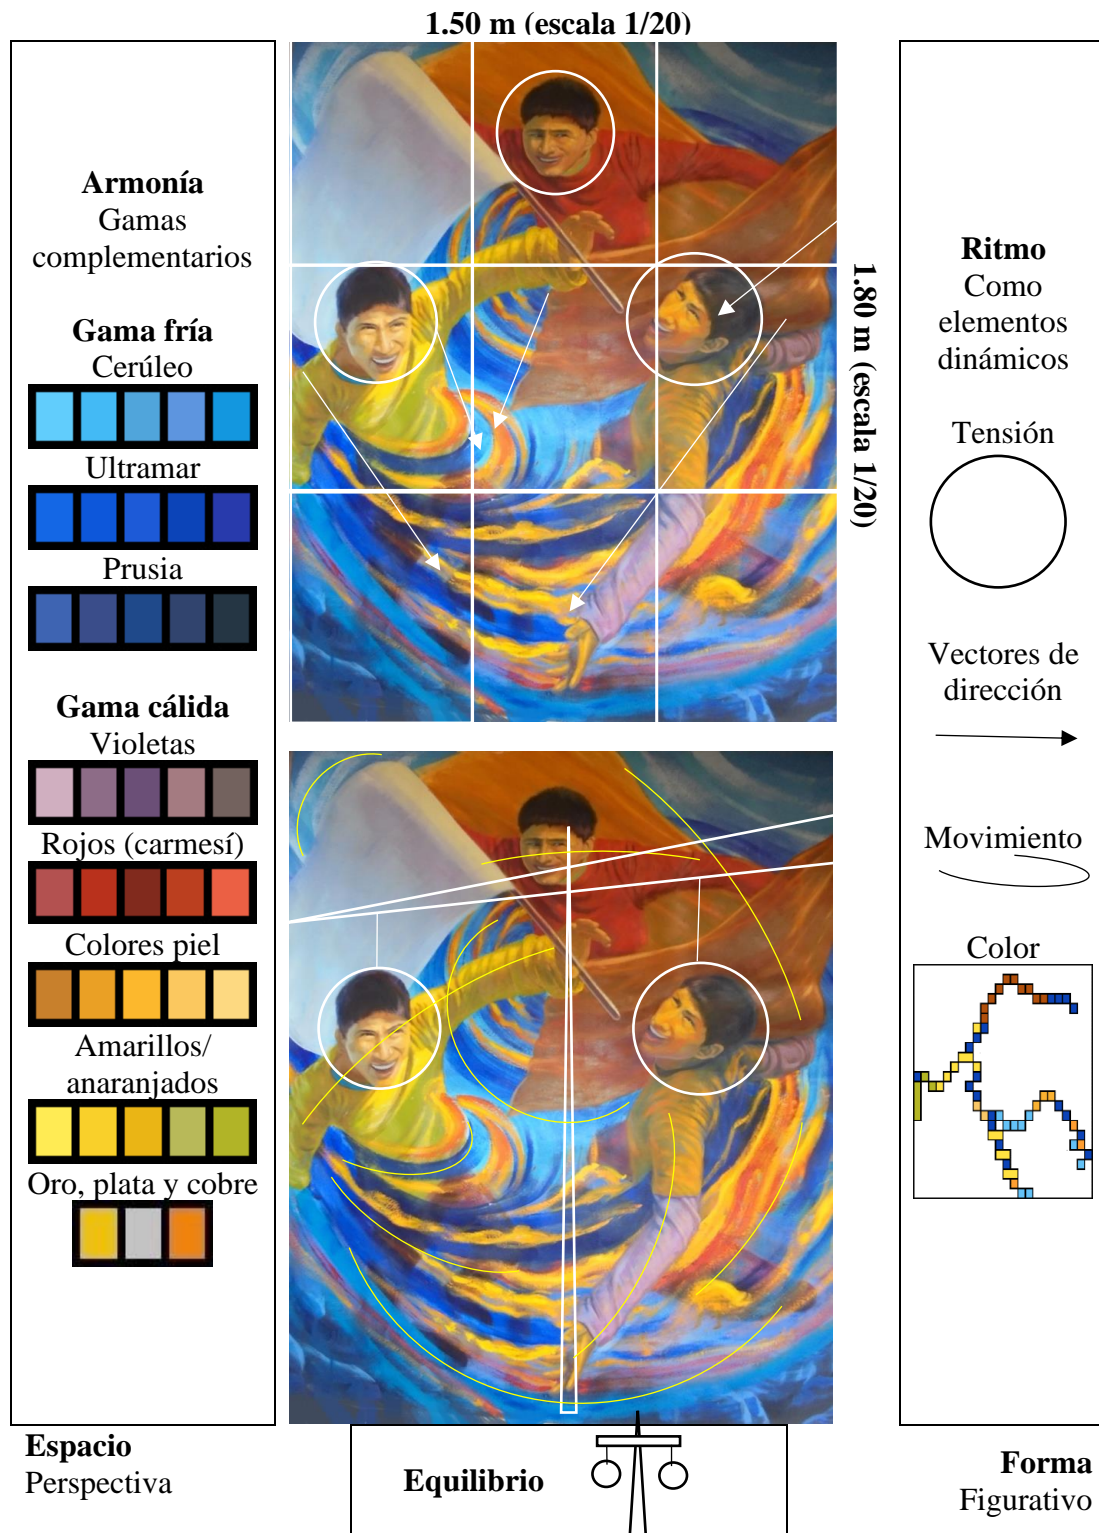 1.50 m (escala 1/20)
Armonía
Gamas
complementarios
Gama fría
Cerúleo
Ultramar
Prusia
Gama cálida
Violetas
Rojos (carmesí)
Colores piel
Amarillos/
anaranjados
Oro, plata y cobre
1.80 m (escala 1/20)
Ritmo
Como
elementos
dinámicos
Tensión
Vectores de
dirección
Movimiento
Color
Espacio
Perspectiva
Equilibrio
Forma
Figurativo